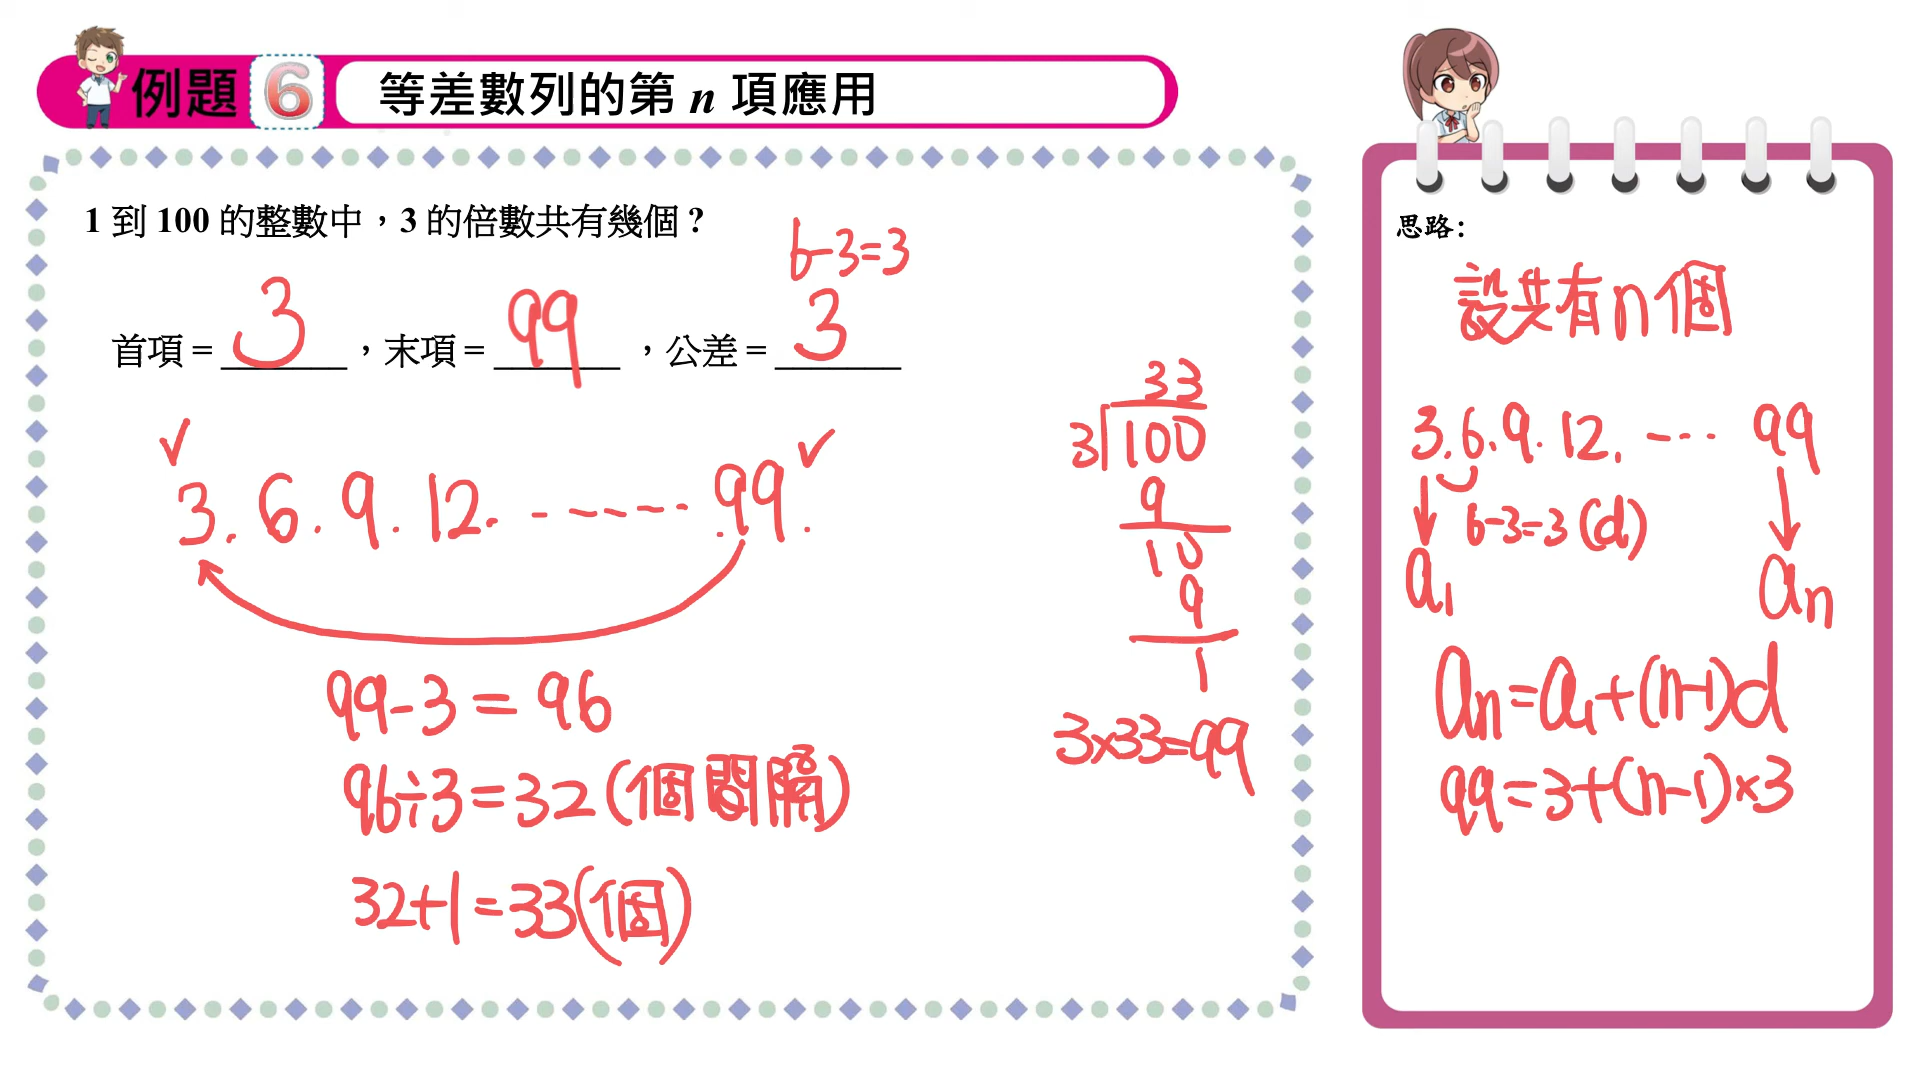 例題 6 等差數列的第 n 項應用
1 到 100 的整數中，3 的倍數共有幾個？
6-3=3
首項 = 3 ，末項 = 99 ，公差 = 3
3. 6. 9. 12. ------ 99.
99-3=96
96÷3=32(個間隔)
32+1=33(個)
33
3 100
9
10
9
1
3×33=99
思路：
設共有n個
3.6.9.12. --- 99
6-3=3(d)
a1 an
an=a1+(n-1)d
99=3+(n-1)×3